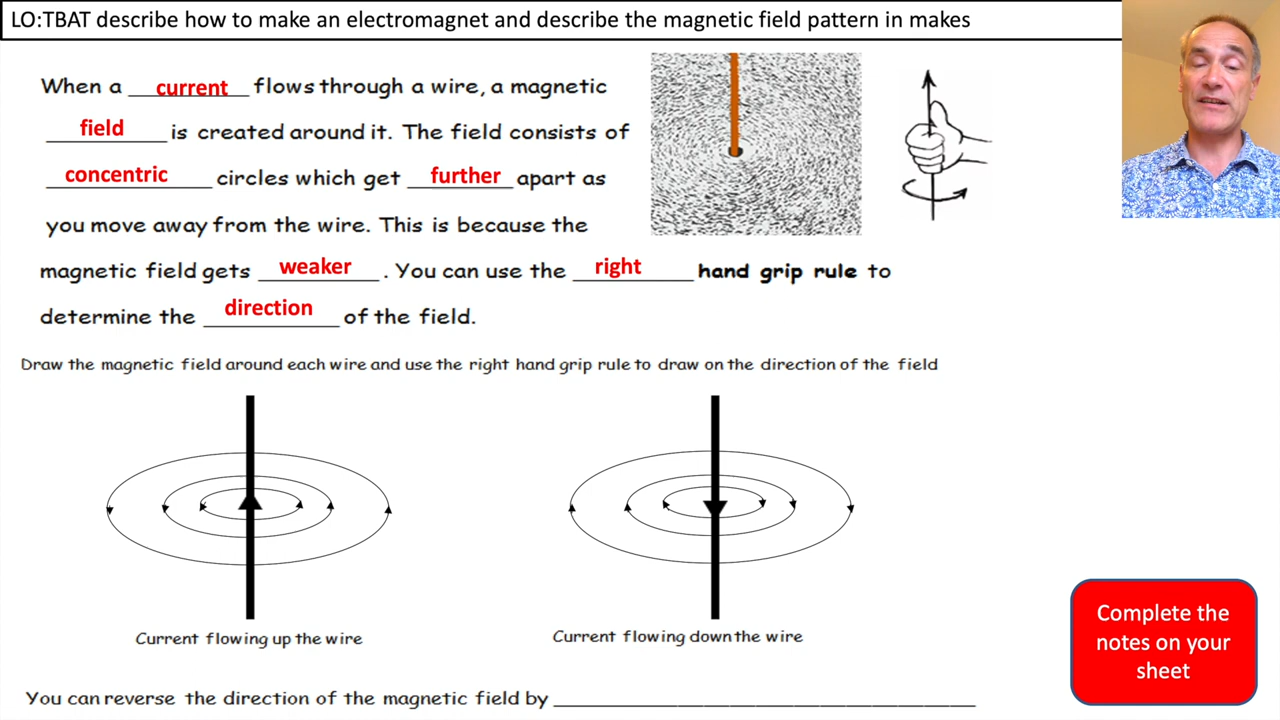 LO:TBAT describe how to make an electromagnet and describe the magnetic field pattern in makes
When a current flows through a wire, a magnetic
field is created around it. The field consists of
concentric circles which get further apart as
you move away from the wire. This is because the
magnetic field gets weaker. You can use the right hand grip rule to
determine the direction of the field.
Draw the magnetic field around each wire and use the right hand grip rule to draw on the direction of the field
Current flowing up the wire
Current flowing down the wire
You can reverse the direction of the magnetic field by
Complete the
notes on your
sheet